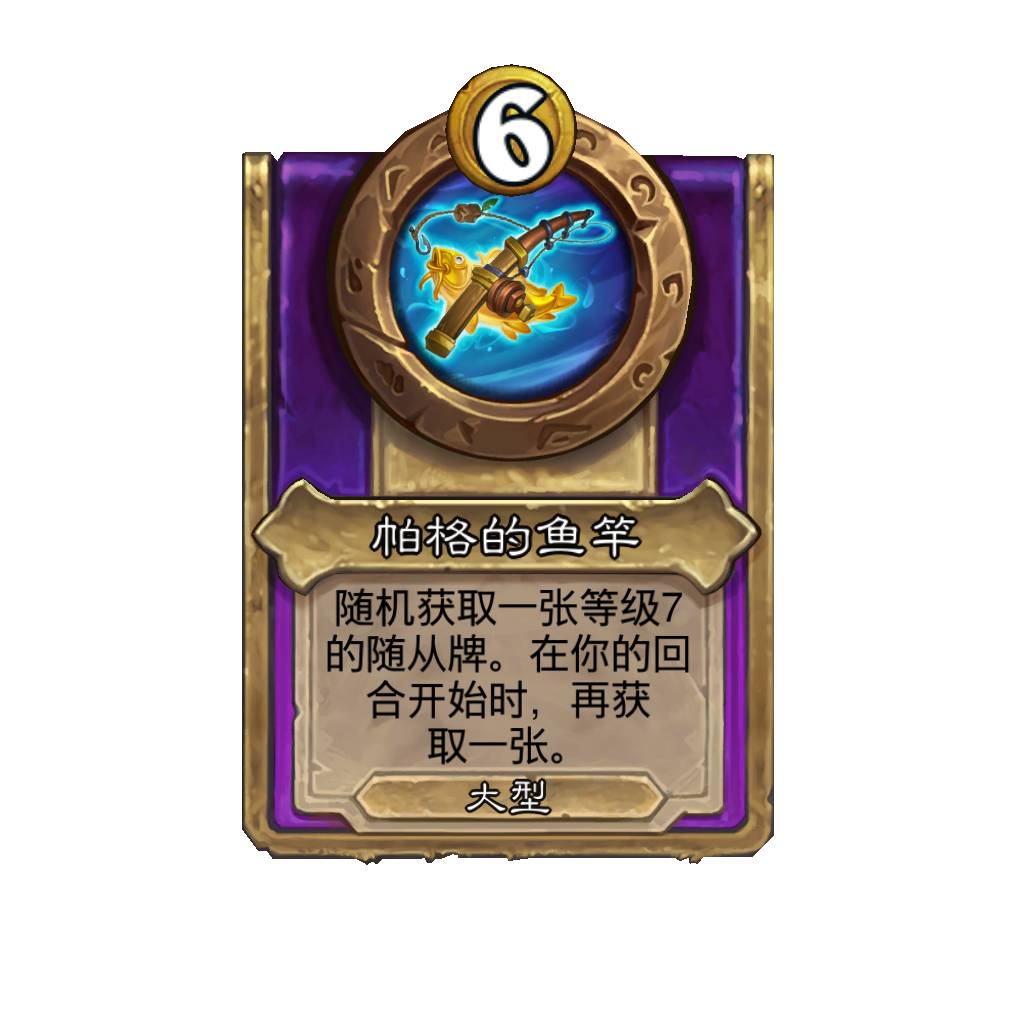 6
帕格的鱼竿
随机获取一张等级7
的随从牌。在你的回
合开始时，再获
取一张。
大型